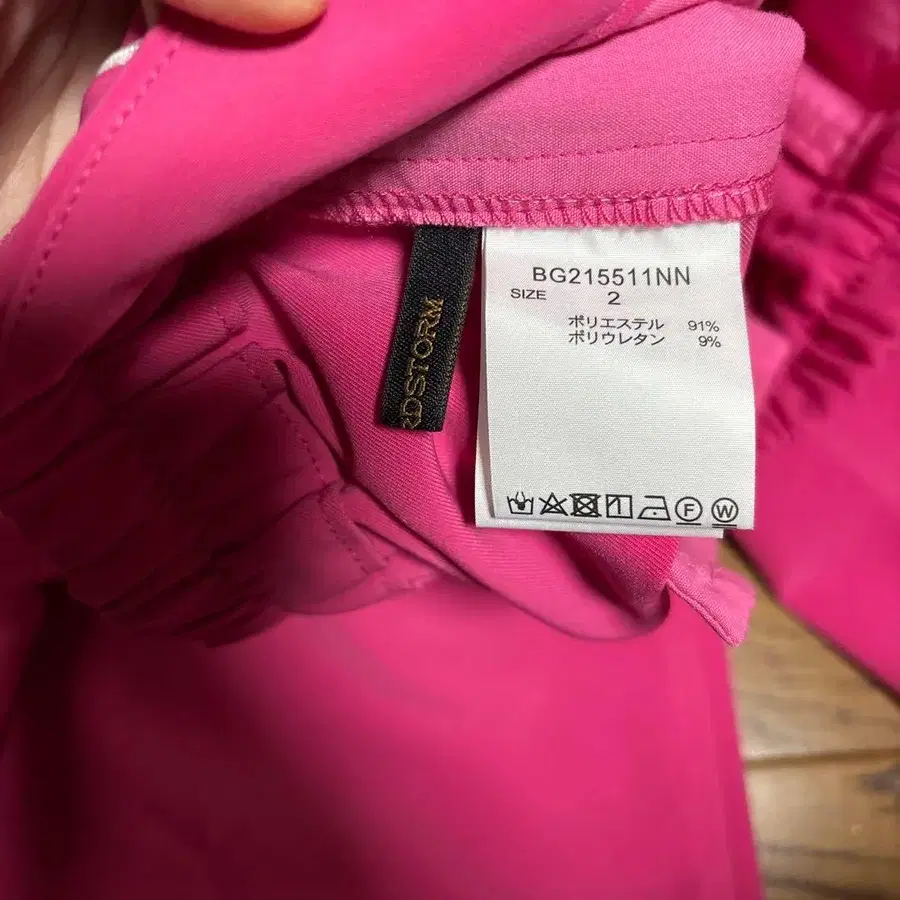 BG215511NN
SIZE 2
ポリエステル 91%
ポリウレタン 9%
RDSTORM
F W